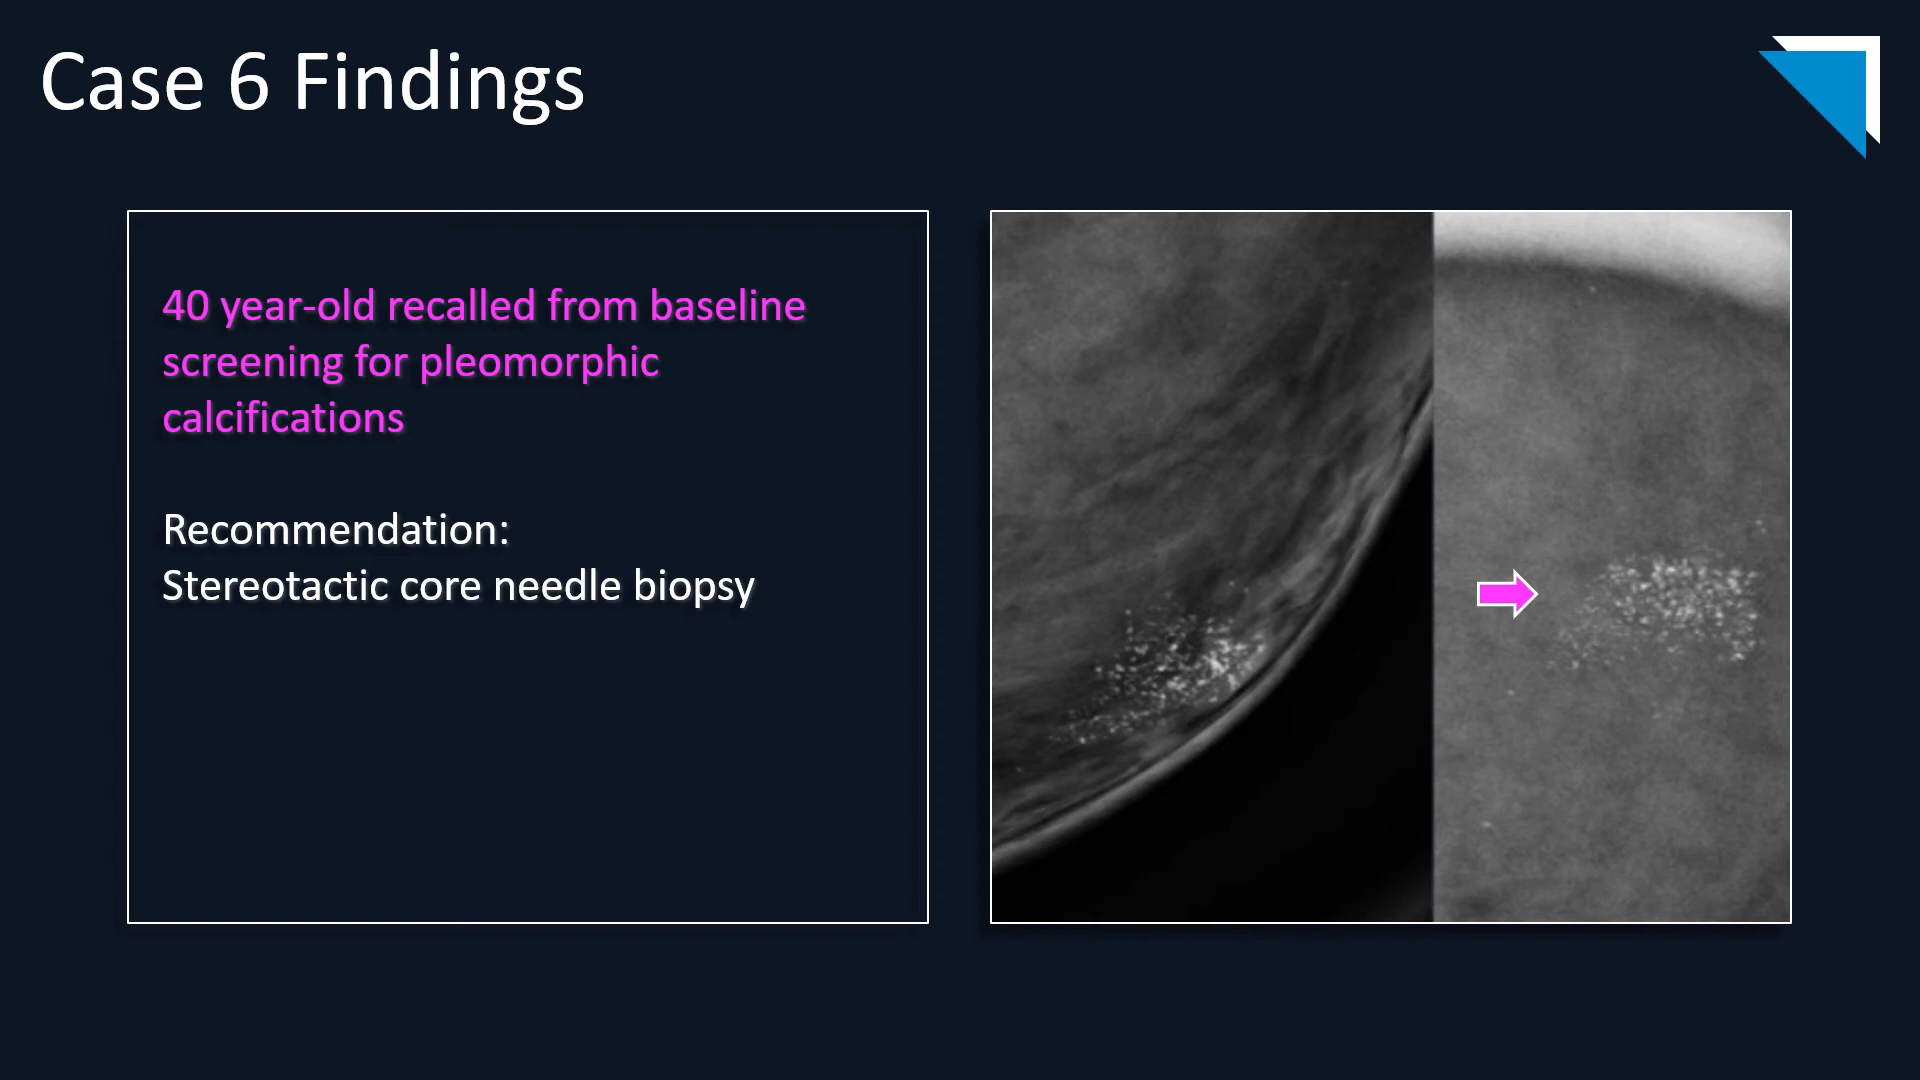 Case 6 Findings
40 year-old recalled from baseline
screening for pleomorphic
calcifications
Recommendation:
Stereotactic core needle biopsy